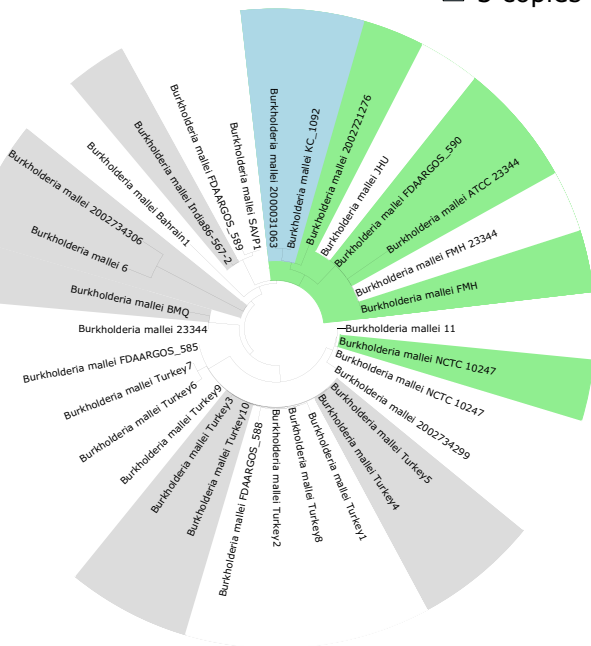 3 copies
Burkholderia mallei 2000031063
Burkholderia mallei KC_1092
Burkholderia mallei 2002721276
Burkholderia mallei JHU
Burkholderia mallei FDAARGOS_590
Burkholderia mallei ATCC 23344
Burkholderia mallei FMH 23344
Burkholderia mallei FMH
Burkholderia mallei 11
Burkholderia mallei NCTC 10247
Burkholderia mallei NCTC 10247
Burkholderia mallei 2002734299
Burkholderia mallei Turkey5
Burkholderia mallei Turkey4
Burkholderia mallei Turkey1
Burkholderia mallei Turkey8
Burkholderia mallei Turkey2
Burkholderia mallei FDAARGOS_588
Burkholderia mallei Turkey10
Burkholderia mallei Turkey3
Burkholderia mallei Turkey9
Burkholderia mallei Turkey6
Burkholderia mallei Turkey7
Burkholderia mallei FDAARGOS_585
Burkholderia mallei 23344
Burkholderia mallei BMQ
Burkholderia mallei 6
Burkholderia mallei 2002734306
Burkholderia mallei Bahrain1
Burkholderia mallei India86-567-2
Burkholderia mallei FDAARGOS_589
Burkholderia mallei SAVP1